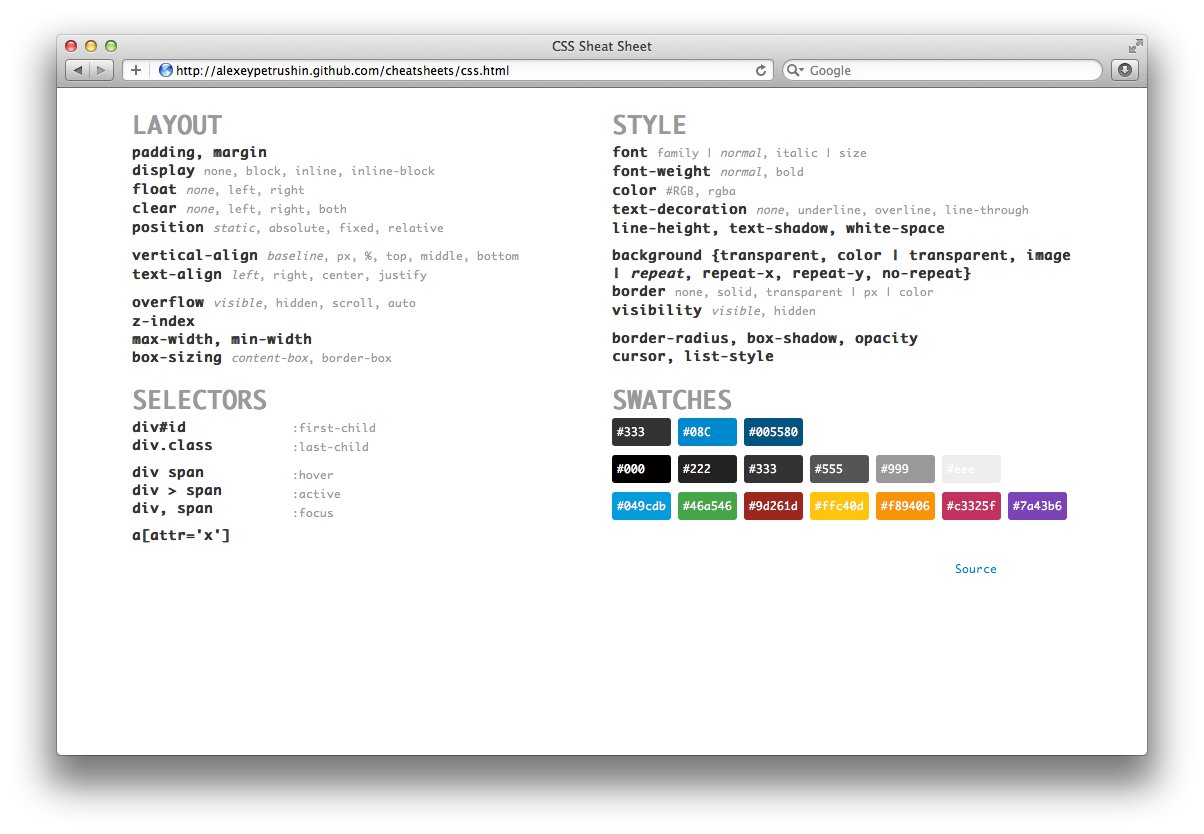 CSS Sheat Sheet
http://alexeypetrushin.github.com/cheatsheets/css.html
Google
LAYOUT
padding, margin
display none, block, inline, inline-block
float none, left, right
clear none, left, right, both
position static, absolute, fixed, relative
vertical-align baseline, px, %, top, middle, bottom
text-align left, right, center, justify
overflow visible, hidden, scroll, auto
z-index
max-width, min-width
box-sizing content-box, border-box
STYLE
font family | normal, italic | size
font-weight normal, bold
color #RGB, rgba
text-decoration none, underline, overline, line-through
line-height, text-shadow, white-space
background {transparent, color | transparent, image
| repeat, repeat-x, repeat-y, no-repeat}
border none, solid, transparent | px | color
visibility visible, hidden
border-radius, box-shadow, opacity
cursor, list-style
SELECTORS
div#id :first-child
div.class :last-child
div span :hover
div > span :active
div, span :focus
a[attr='x']
SWATCHES
#333 #08C #005580
#000 #222 #333 #555 #999 #eee
#049cdb #46a546 #9d261d #ffc40d #f89406 #c3325f #7a43b6
Source